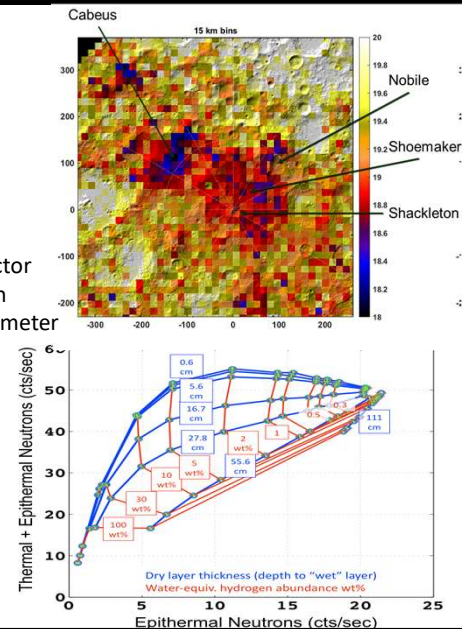 Cabeus
15 km bins
Nobile
Shoemaker
Shackleton
300
200
100
0
-100
-200
-300 -200 -100 0 100 200
20
19.8
19.6
19.4
19.2
19
18.8
18.6
18.4
18.2
18
ctor
n
meter
Thermal + Epithermal Neutrons (cts/sec)
60
50
40
30
20
10
0
0.6 cm
5.6 cm
16.7 cm
27.8 cm
55.6 cm
111 cm
0.3
0.5
1
2 wt%
5 wt%
10 wt%
30 wt%
100 wt%
Dry layer thickness (depth to "wet" layer)
Water-equiv. hydrogen abundance wt%
0 5 10 15 20 25
Epithermal Neutrons (cts/sec)